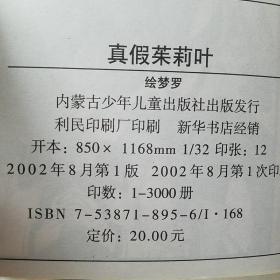 真假茱莉叶
绘梦罗
内蒙古少年儿童出版社出版发行
利民印刷厂印刷 新华书店经销
开本：850× 1168mm 1/32 印张：12
2002年8月第1版 2002年8月第1次印
印数：1-3000册
ISBN 7-53871-895-6/I·168
定价：20.00元